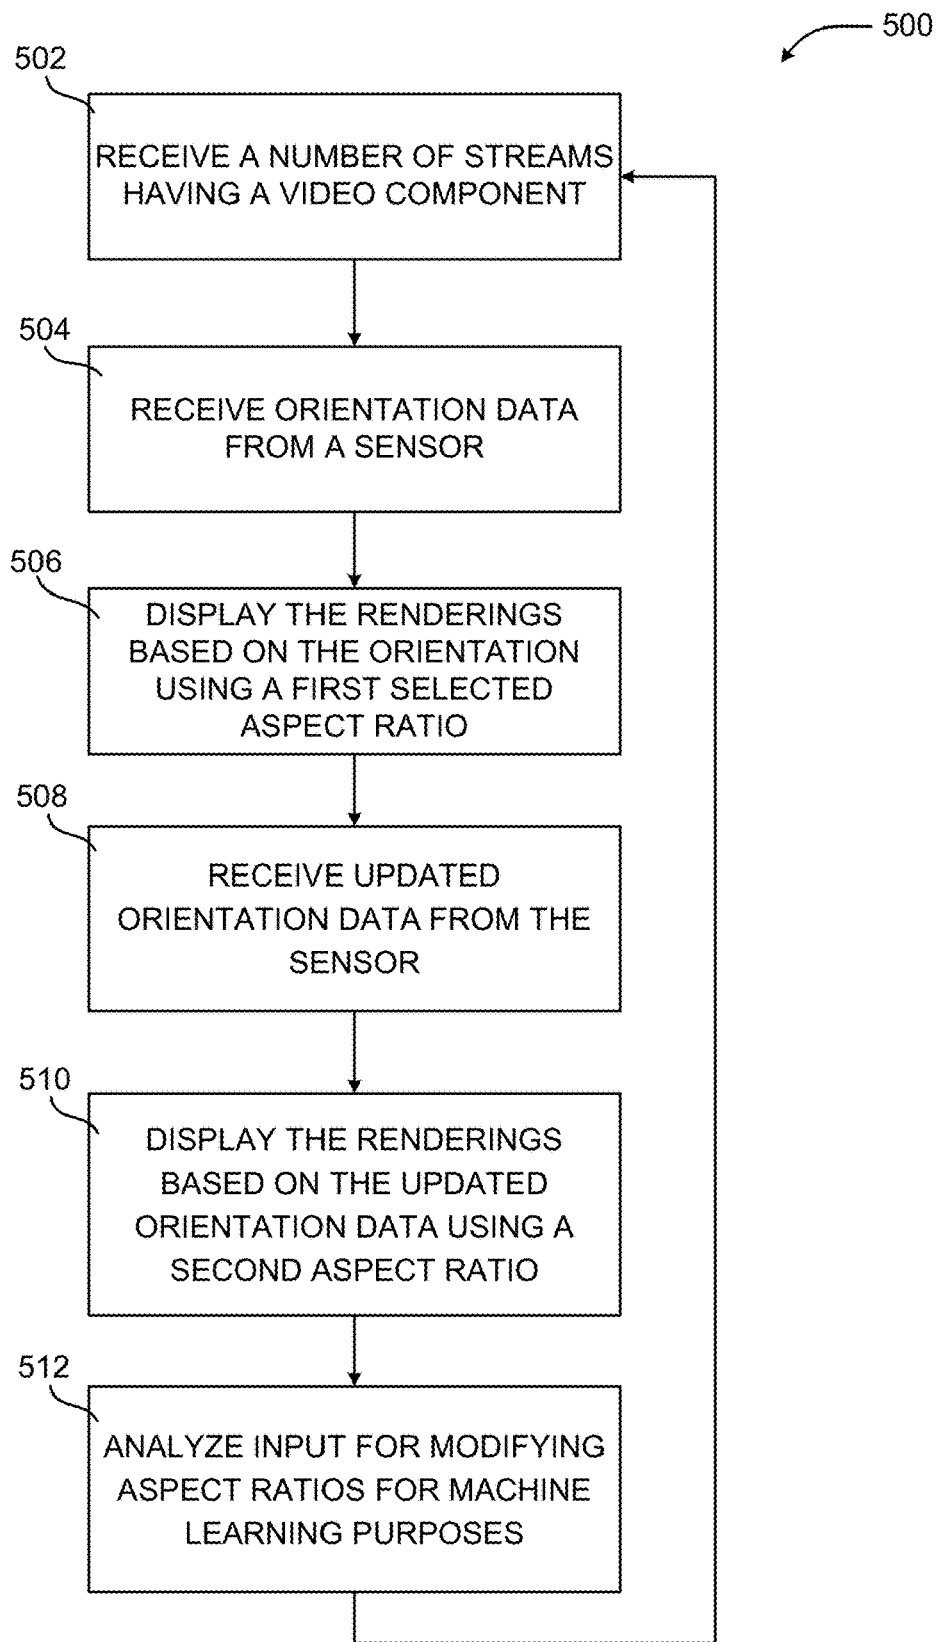 500
502
RECEIVE A NUMBER OF STREAMS
HAVING A VIDEO COMPONENT
504
RECEIVE ORIENTATION DATA
FROM A SENSOR
506
DISPLAY THE RENDERINGS
BASED ON THE ORIENTATION
USING A FIRST SELECTED
ASPECT RATIO
508
RECEIVE UPDATED
ORIENTATION DATA FROM THE
SENSOR
510
DISPLAY THE RENDERINGS
BASED ON THE UPDATED
ORIENTATION DATA USING A
SECOND ASPECT RATIO
512
ANALYZE INPUT FOR MODIFYING
ASPECT RATIOS FOR MACHINE
LEARNING PURPOSES